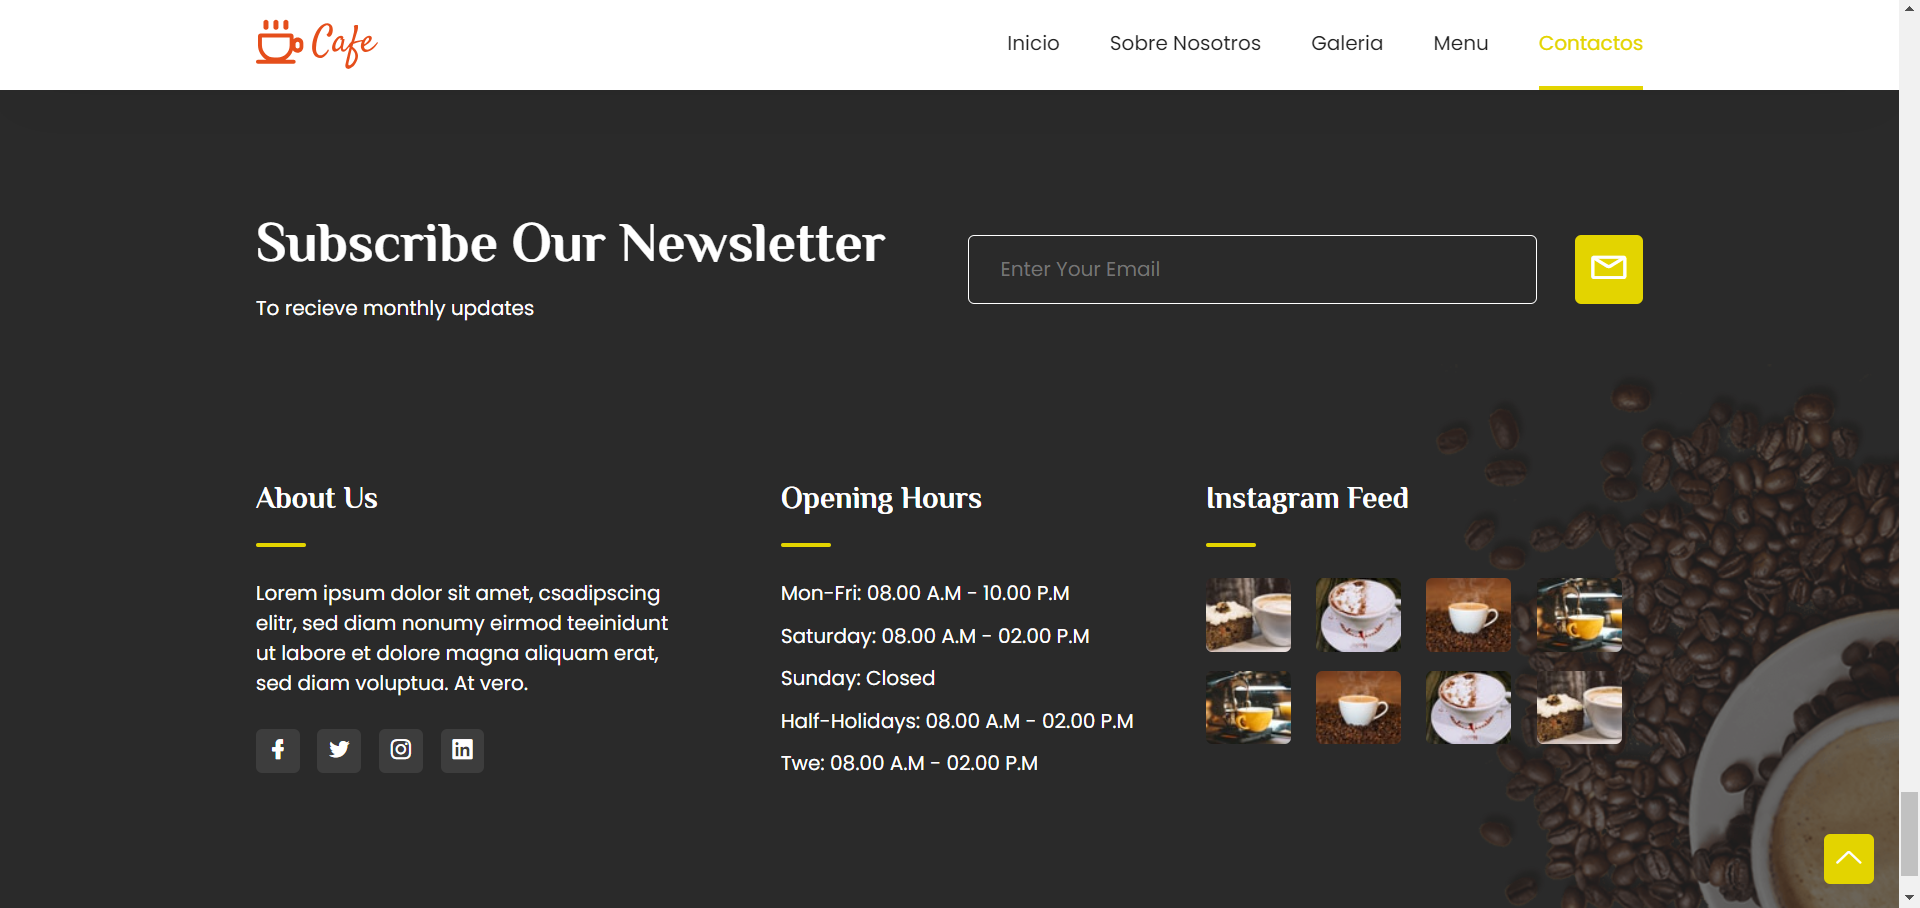 Cafe
Inicio Sobre Nosotros Galeria Menu Contactos
Subscribe Our Newsletter
To recieve monthly updates
Enter Your Email
About Us
Lorem ipsum dolor sit amet, csadipscing
elitr, sed diam nonumy eirmod teeinidunt
ut labore et dolore magna aliquam erat,
sed diam voluptua. At vero.
Opening Hours
Mon-Fri: 08.00 A.M - 10.00 P.M
Saturday: 08.00 A.M - 02.00 P.M
Sunday: Closed
Half-Holidays: 08.00 A.M - 02.00 P.M
Twe: 08.00 A.M - 02.00 P.M
Instagram Feed